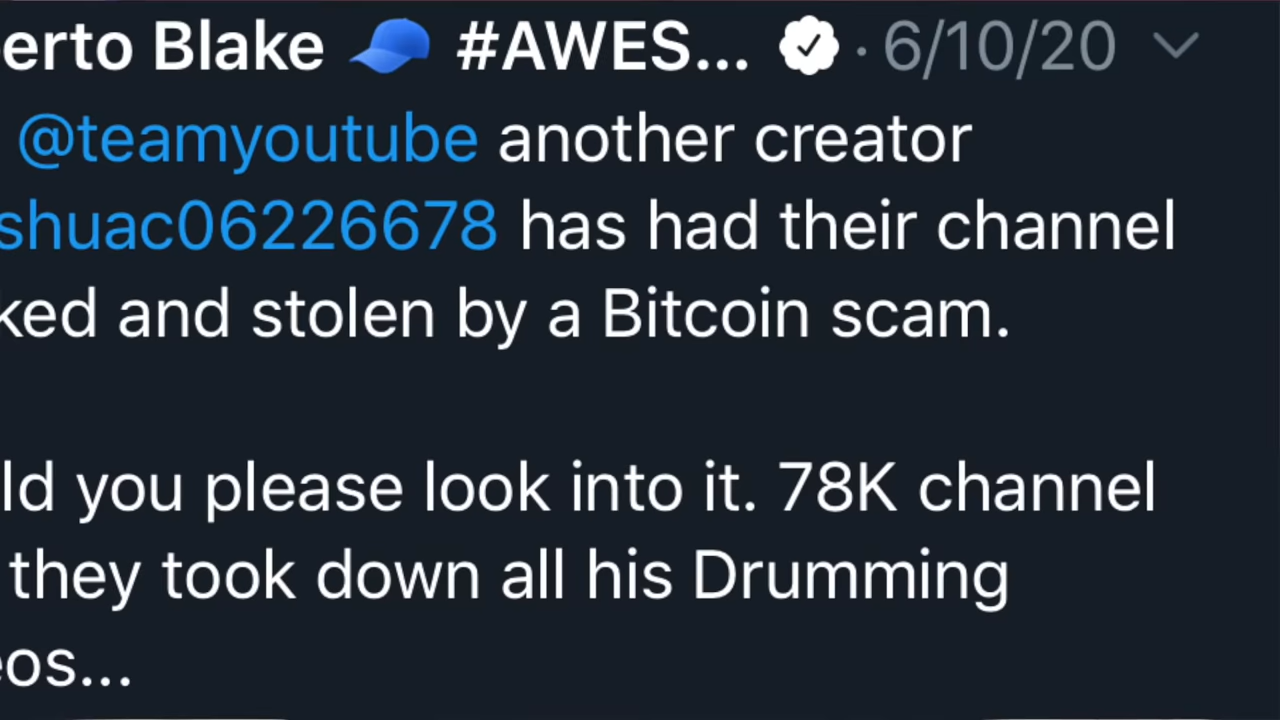 erto Blake 🧢 #AWES... · 6/10/20
@teamyoutube another creator
shuac06226678 has had their channel
ked and stolen by a Bitcoin scam.
ld you please look into it. 78K channel
they took down all his Drumming
eos...